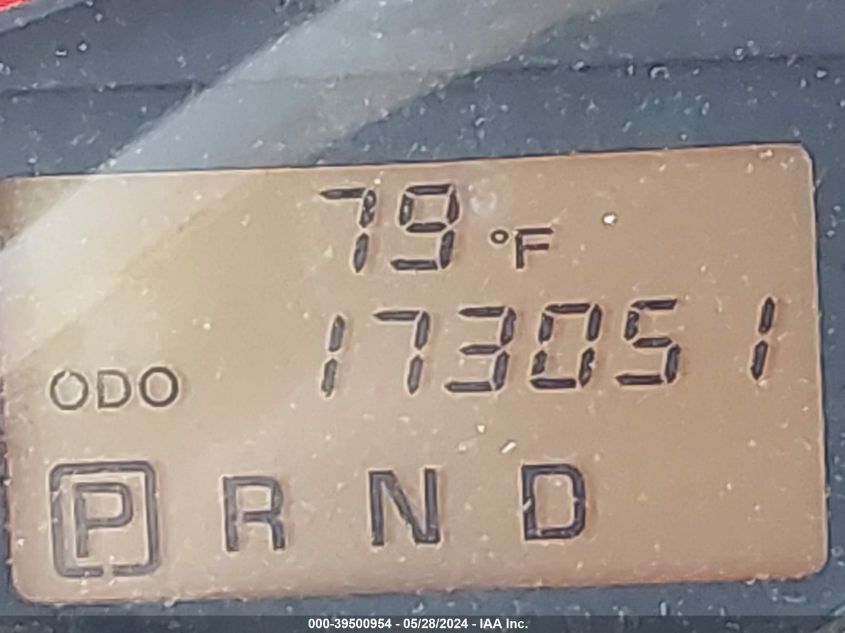 79 °F
ODO 173051
P R N D
000-39500954 - 05/28/2024 - IAA Inc.